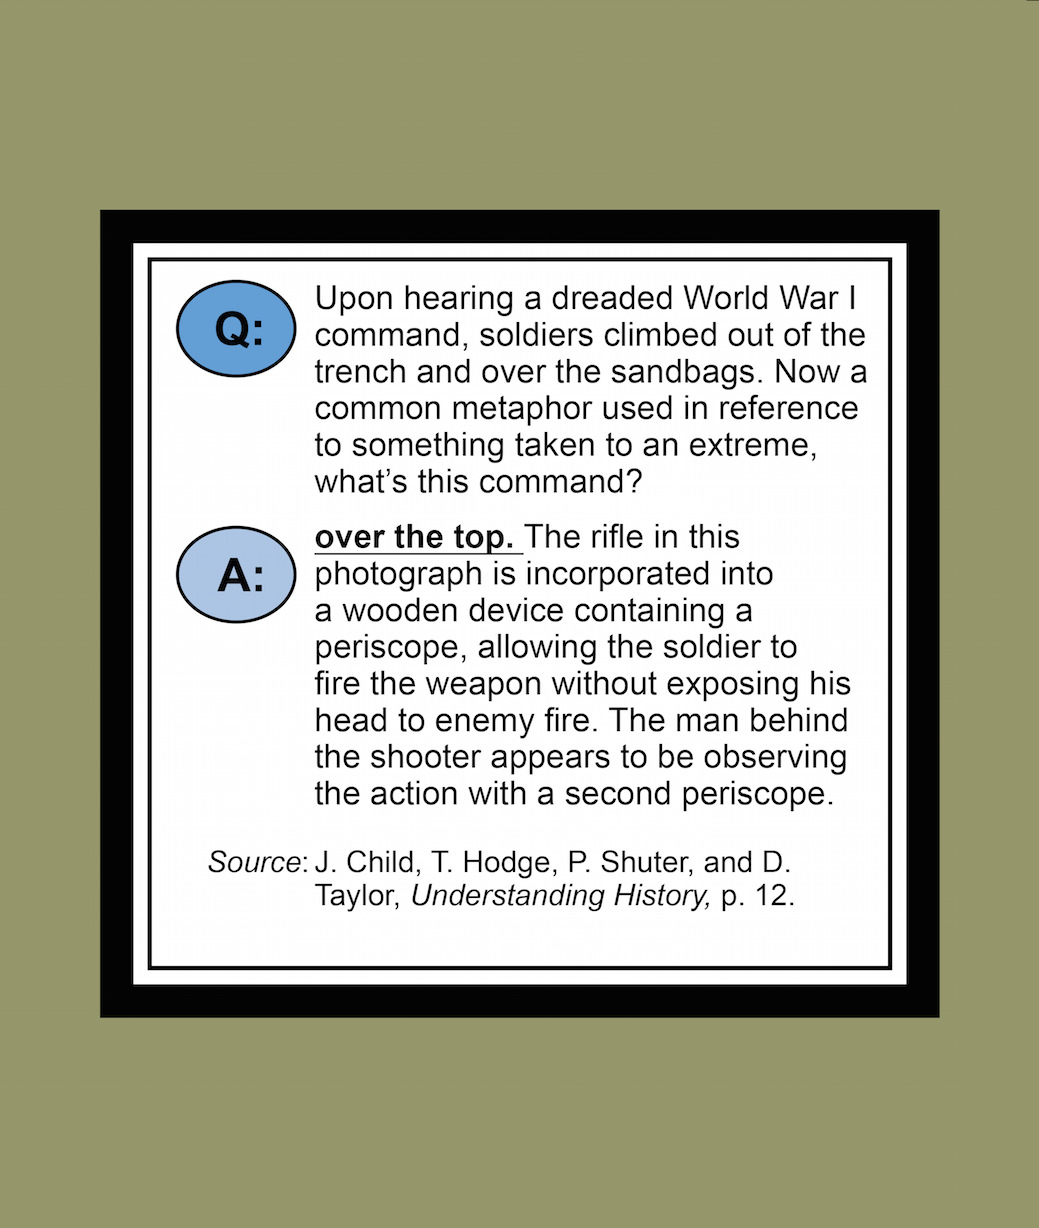 Q:
Upon hearing a dreaded World War I
command, soldiers climbed out of the
trench and over the sandbags. Now a
common metaphor used in reference
to something taken to an extreme,
what’s this command?
A:
over the top. The rifle in this
photograph is incorporated into
a wooden device containing a
periscope, allowing the soldier to
fire the weapon without exposing his
head to enemy fire. The man behind
the shooter appears to be observing
the action with a second periscope.
Source: J. Child, T. Hodge, P. Shuter, and D.
Taylor, Understanding History, p. 12.